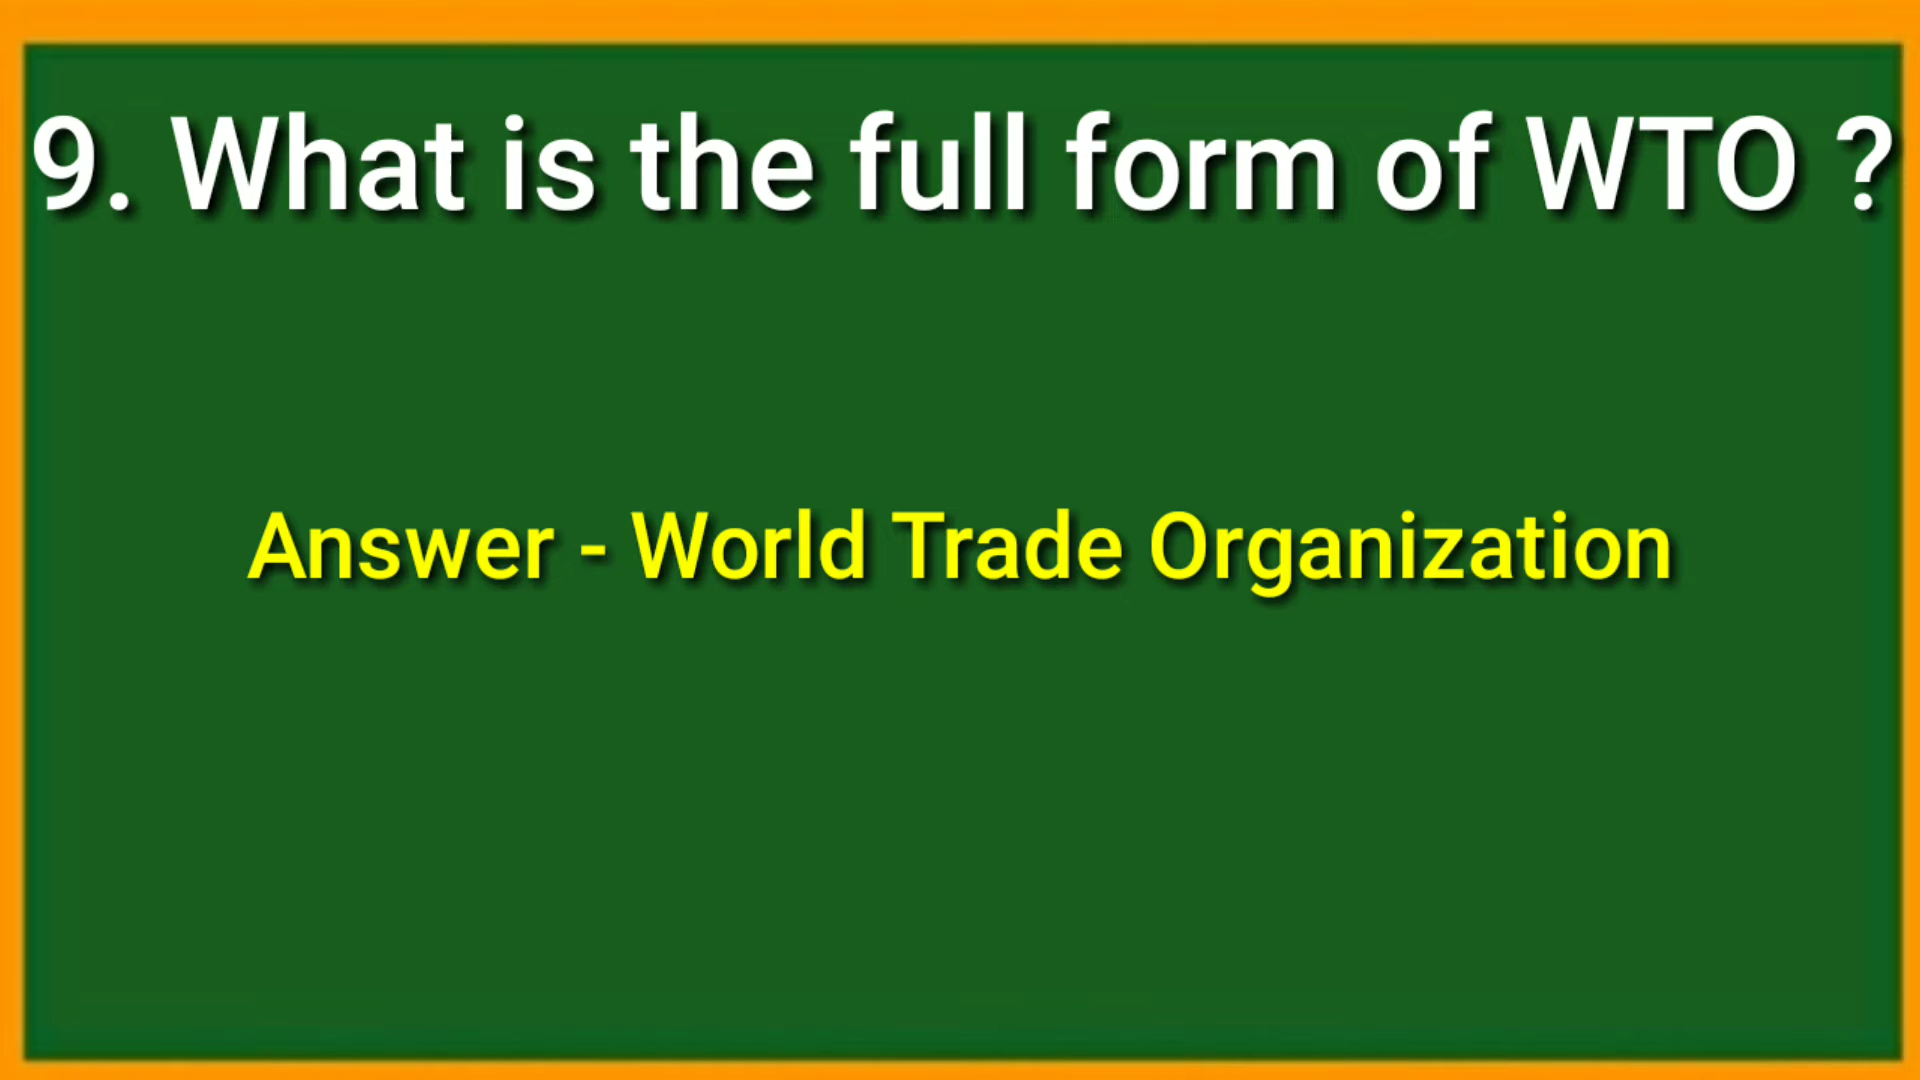 9. What is the full form of WTO ?
Answer - World Trade Organization